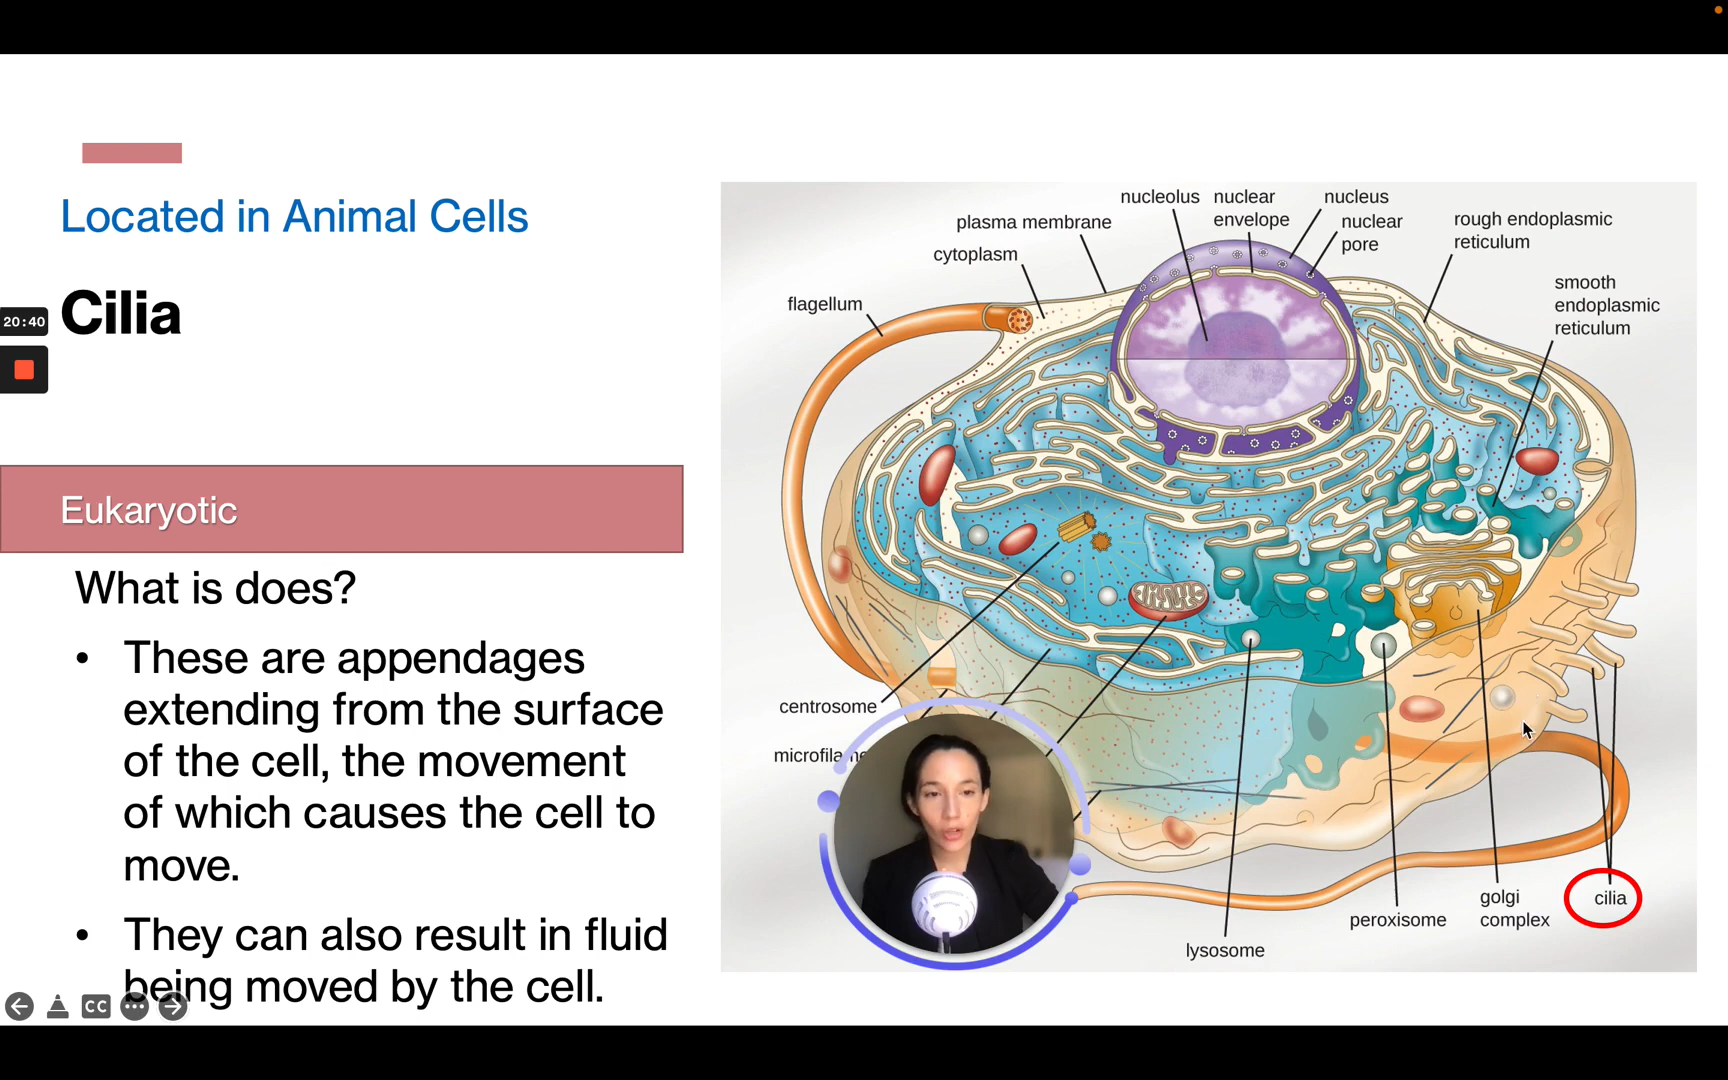 Located in Animal Cells
Cilia
20:40
Eukaryotic
What is does?
• These are appendages
extending from the surface
of the cell, the movement
of which causes the cell to
move.
• They can also result in fluid
being moved by the cell.
CC
nucleolus
nuclear
envelope
nucleus
nuclear
pore
plasma membrane
cytoplasm
rough endoplasmic
reticulum
flagellum
smooth
endoplasmic
reticulum
centrosome
lysosome
peroxisome
golgi
complex
cilia